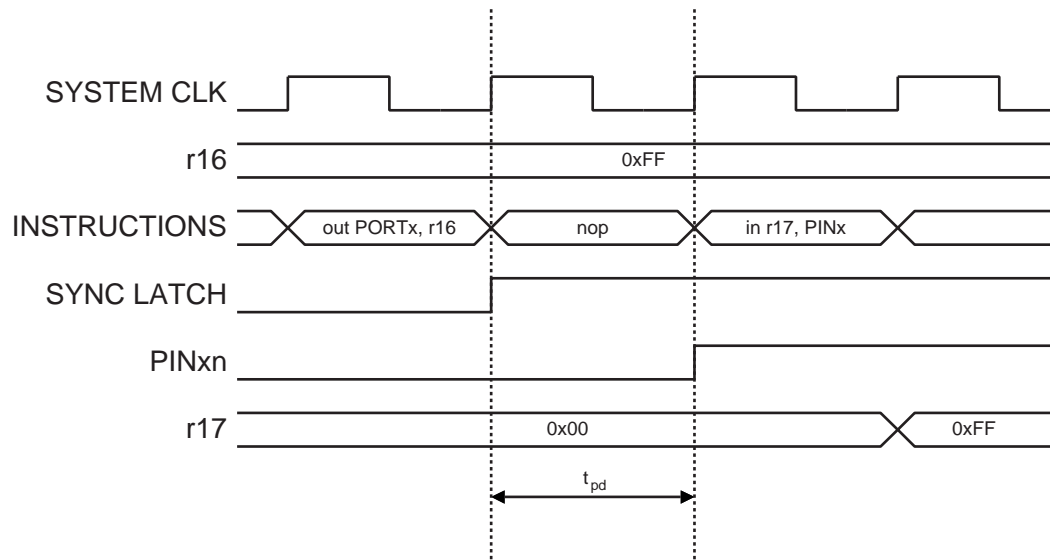 SYSTEM CLK
r16
0xFF
INSTRUCTIONS
out PORTx, r16
nop
in r17, PINx
SYNC LATCH
PINxn
r17
0x00
0xFF
tpd